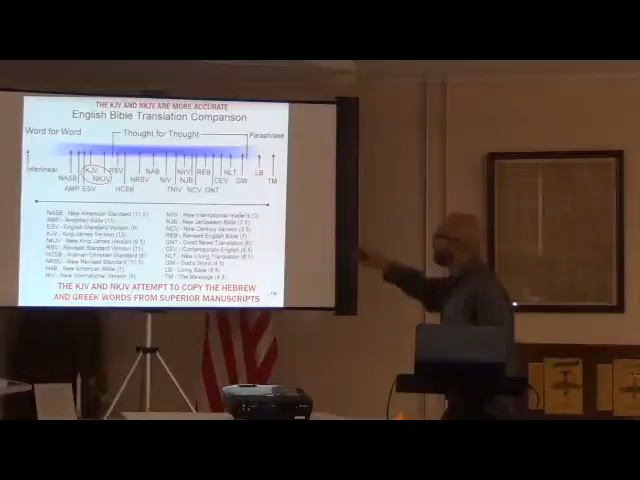 THE KJV AND NKJV ARE MORE ACCURATE
English Bible Translation Comparison
Word for Word
Thought for Thought
Paraphrase
Interlinear
NASB
KJV
RSV
NAB
NIVI
REB
NLT
LB
NKJV
NRSV
NIV
NJB
CEV
GW
TM
AMP
ESV
HCSB
TNIV
NCV
GNT
NASB - New American Standard
AMP - Amplified Bible (11)
ESV - English Standard Version (8)
KJV - King James Version (12)
NKJV - New King James Version
RSV - Revised Standard Version (11)
HCSB - Holman Christian Standard
NRSV - New Revised Standard
NAB - New American Bible (7)
NIV - New International Version
NJB - New Jerusalem Bible
NCV - New Century Version
REB - Revised English Bible
GNT - Good News Translation
CEV - Contemporary English
NLT - New Living Translation
GW - God's Word
LB - Living Bible
TM - The Message
THE KJV AND NKJV ATTEMPT TO COPY THE HEBREW
AND GREEK WORDS FROM SUPERIOR MANUSCRIPTS